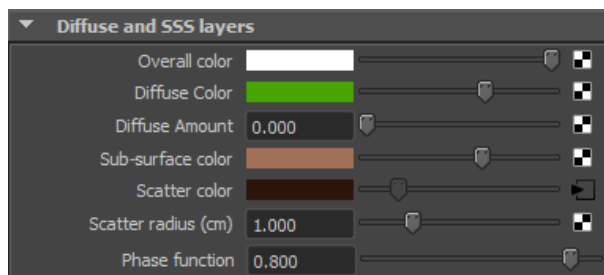 Diffuse and SSS layers
Overall color
Diffuse Color
Diffuse Amount 0.000
Sub-surface color
Scatter color
Scatter radius (cm) 1.000
Phase function 0.800